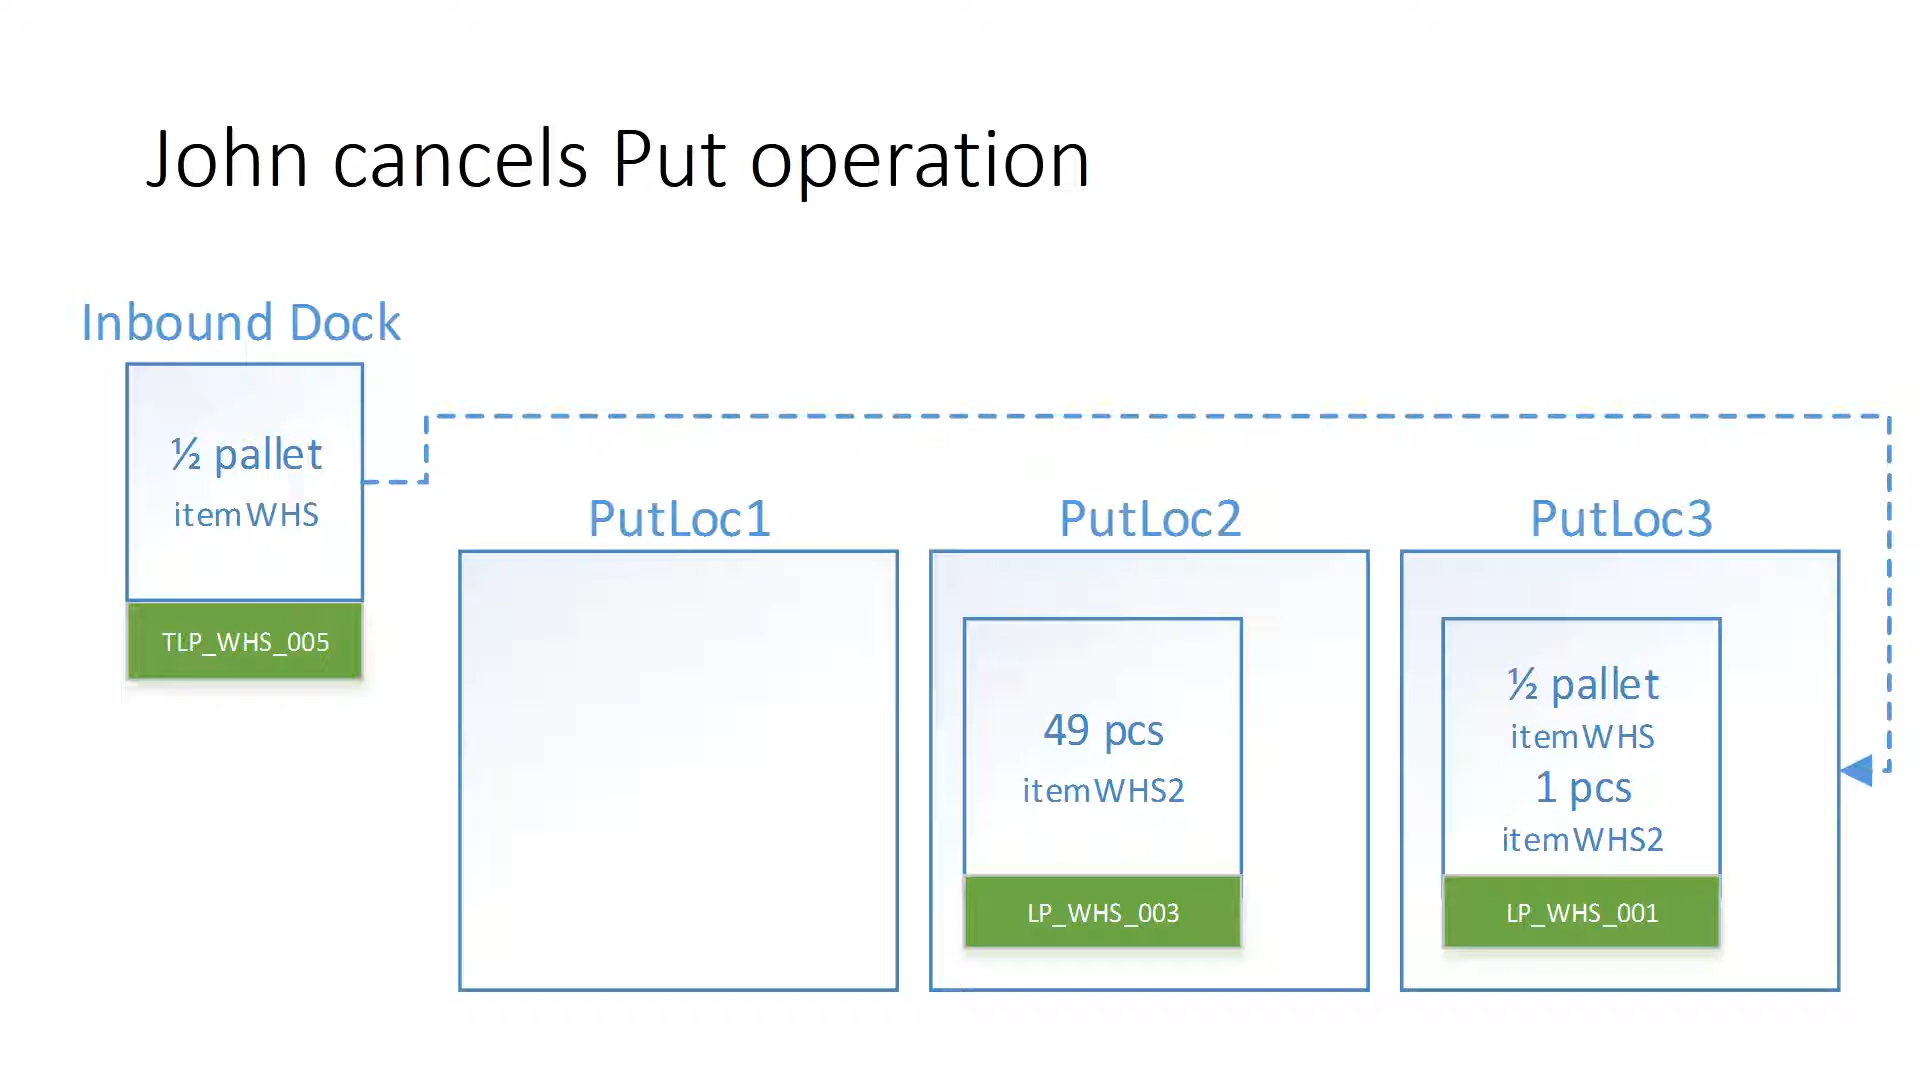 John cancels Put operation
Inbound Dock
½ pallet
itemWHS
TLP_WHS_005
PutLoc1
PutLoc2
49 pcs
itemWHS2
LP_WHS_003
PutLoc3
½ pallet
itemWHS
1 pcs
itemWHS2
LP_WHS_001